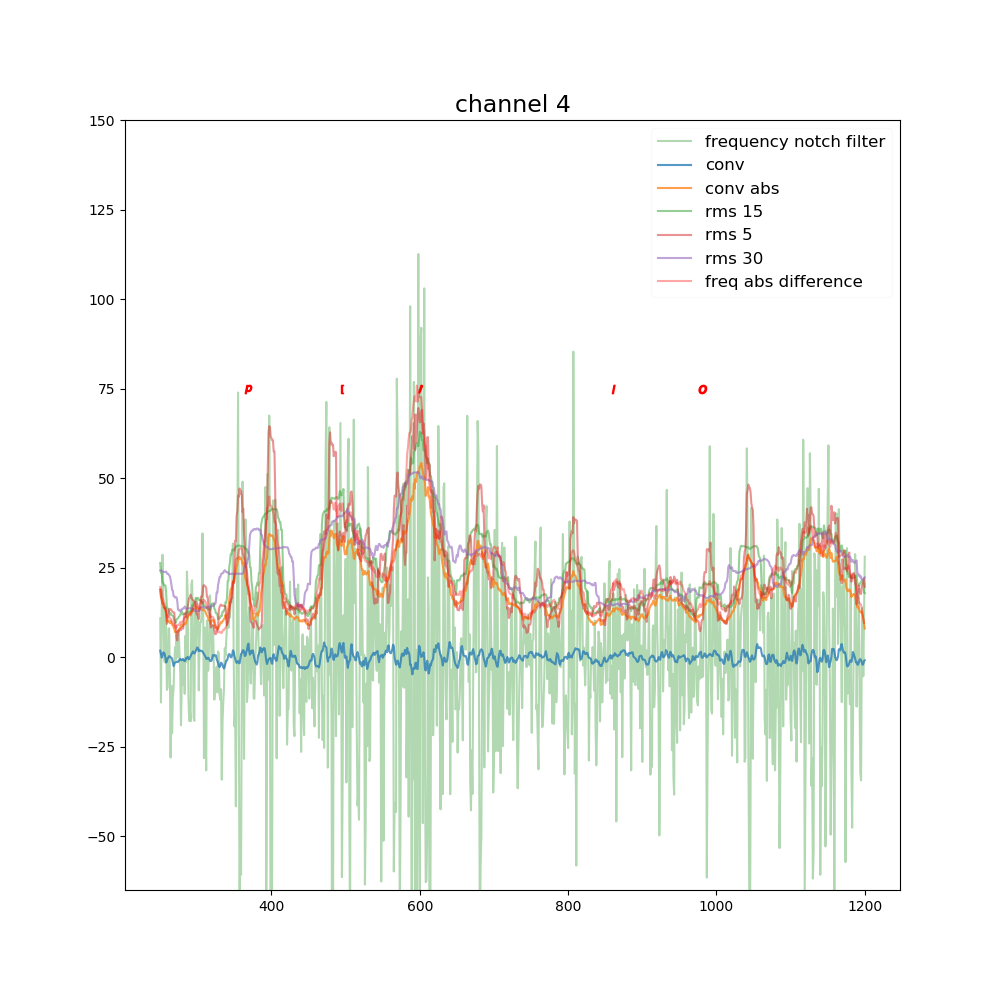 channel 4
150
125
100
75
50
25
0
−25
−50
400 600 800 1000 1200
frequency notch filter
conv
conv abs
rms 15
rms 5
rms 30
freq abs difference
p l o